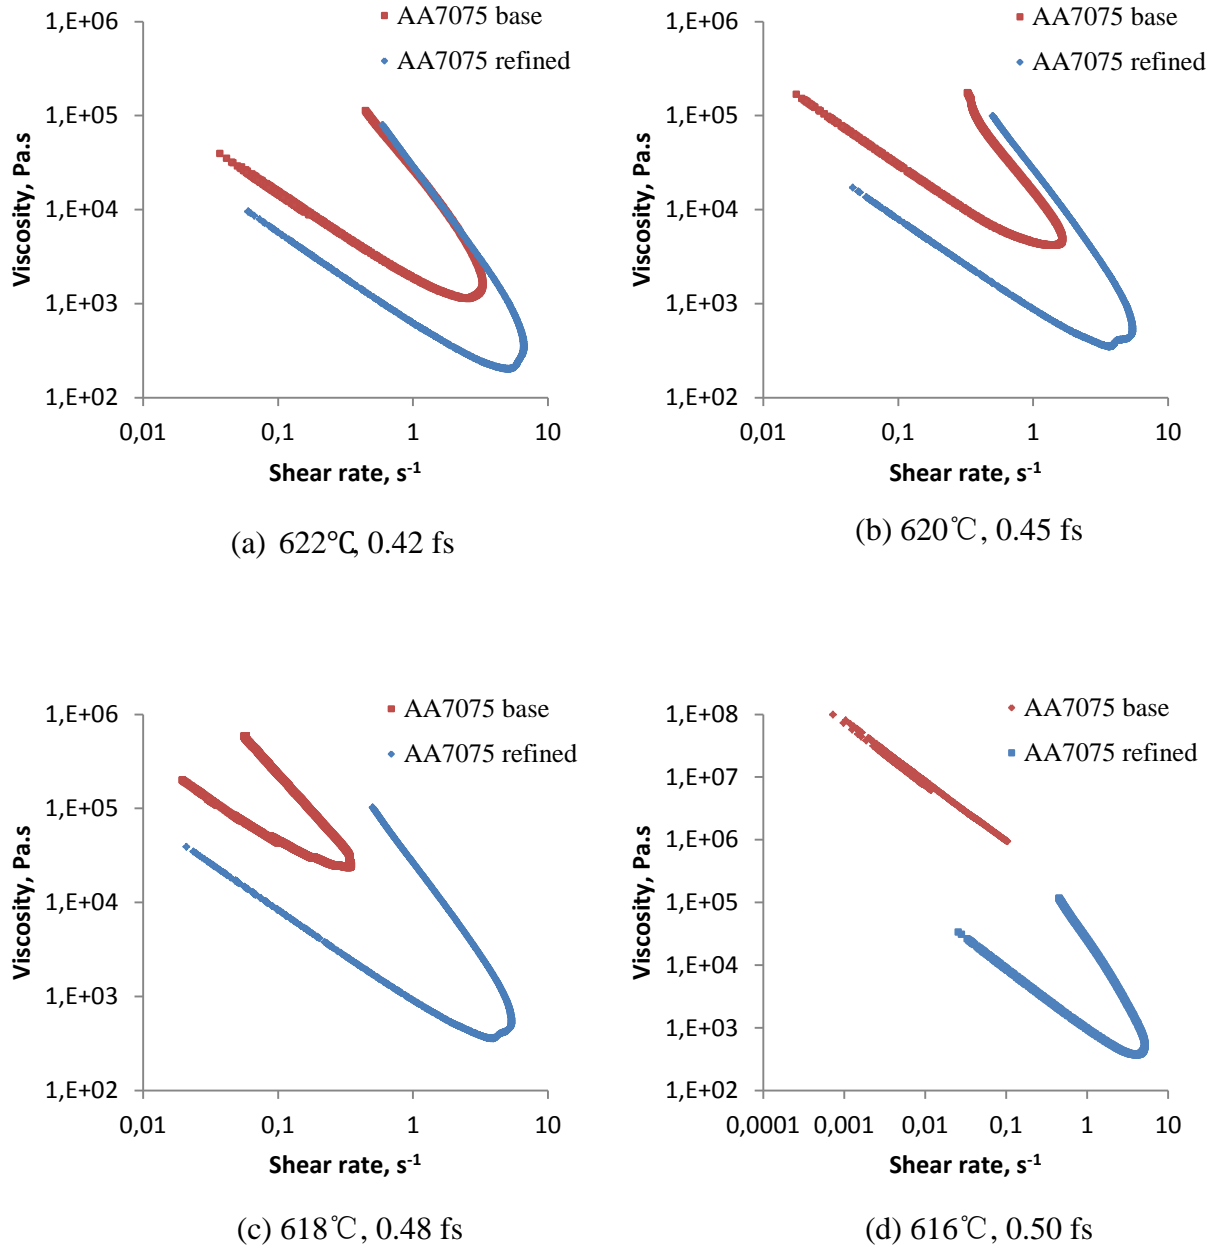 AA7075 base
AA7075 refined
1,E+06
1,E+05
1,E+04
1,E+03
1,E+02
Viscosity, Pa.s
0,01
0,1
1
10
Shear rate, s⁻¹
(a) 622℃, 0.42 fs
AA7075 base
AA7075 refined
1,E+06
1,E+05
1,E+04
1,E+03
1,E+02
Viscosity, Pa.s
0,01
0,1
1
10
Shear rate, s⁻¹
(b) 620℃, 0.45 fs
AA7075 base
AA7075 refined
1,E+06
1,E+05
1,E+04
1,E+03
1,E+02
Viscosity, Pa.s
0,01
0,1
1
10
Shear rate, s⁻¹
(c) 618℃, 0.48 fs
AA7075 base
AA7075 refined
1,E+08
1,E+07
1,E+06
1,E+05
1,E+04
1,E+03
1,E+02
Viscosity, Pa.s
0,0001
0,001
0,01
0,1
1
10
Shear rate, s⁻¹
(d) 616℃, 0.50 fs